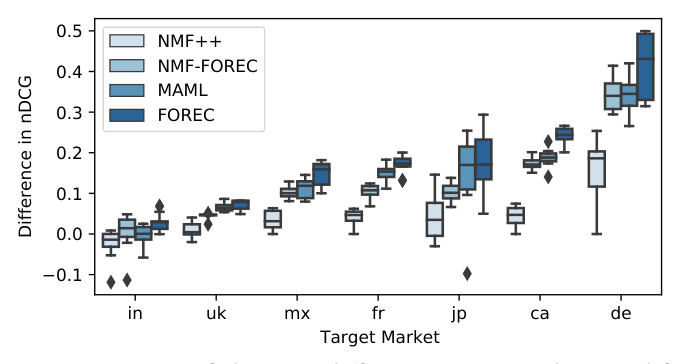 0.5
0.4
0.3
0.2
0.1
0.0
−0.1
Difference in nDCG
NMF++
NMF-FOREC
MAML
FOREC
in uk mx fr jp ca de
Target Market